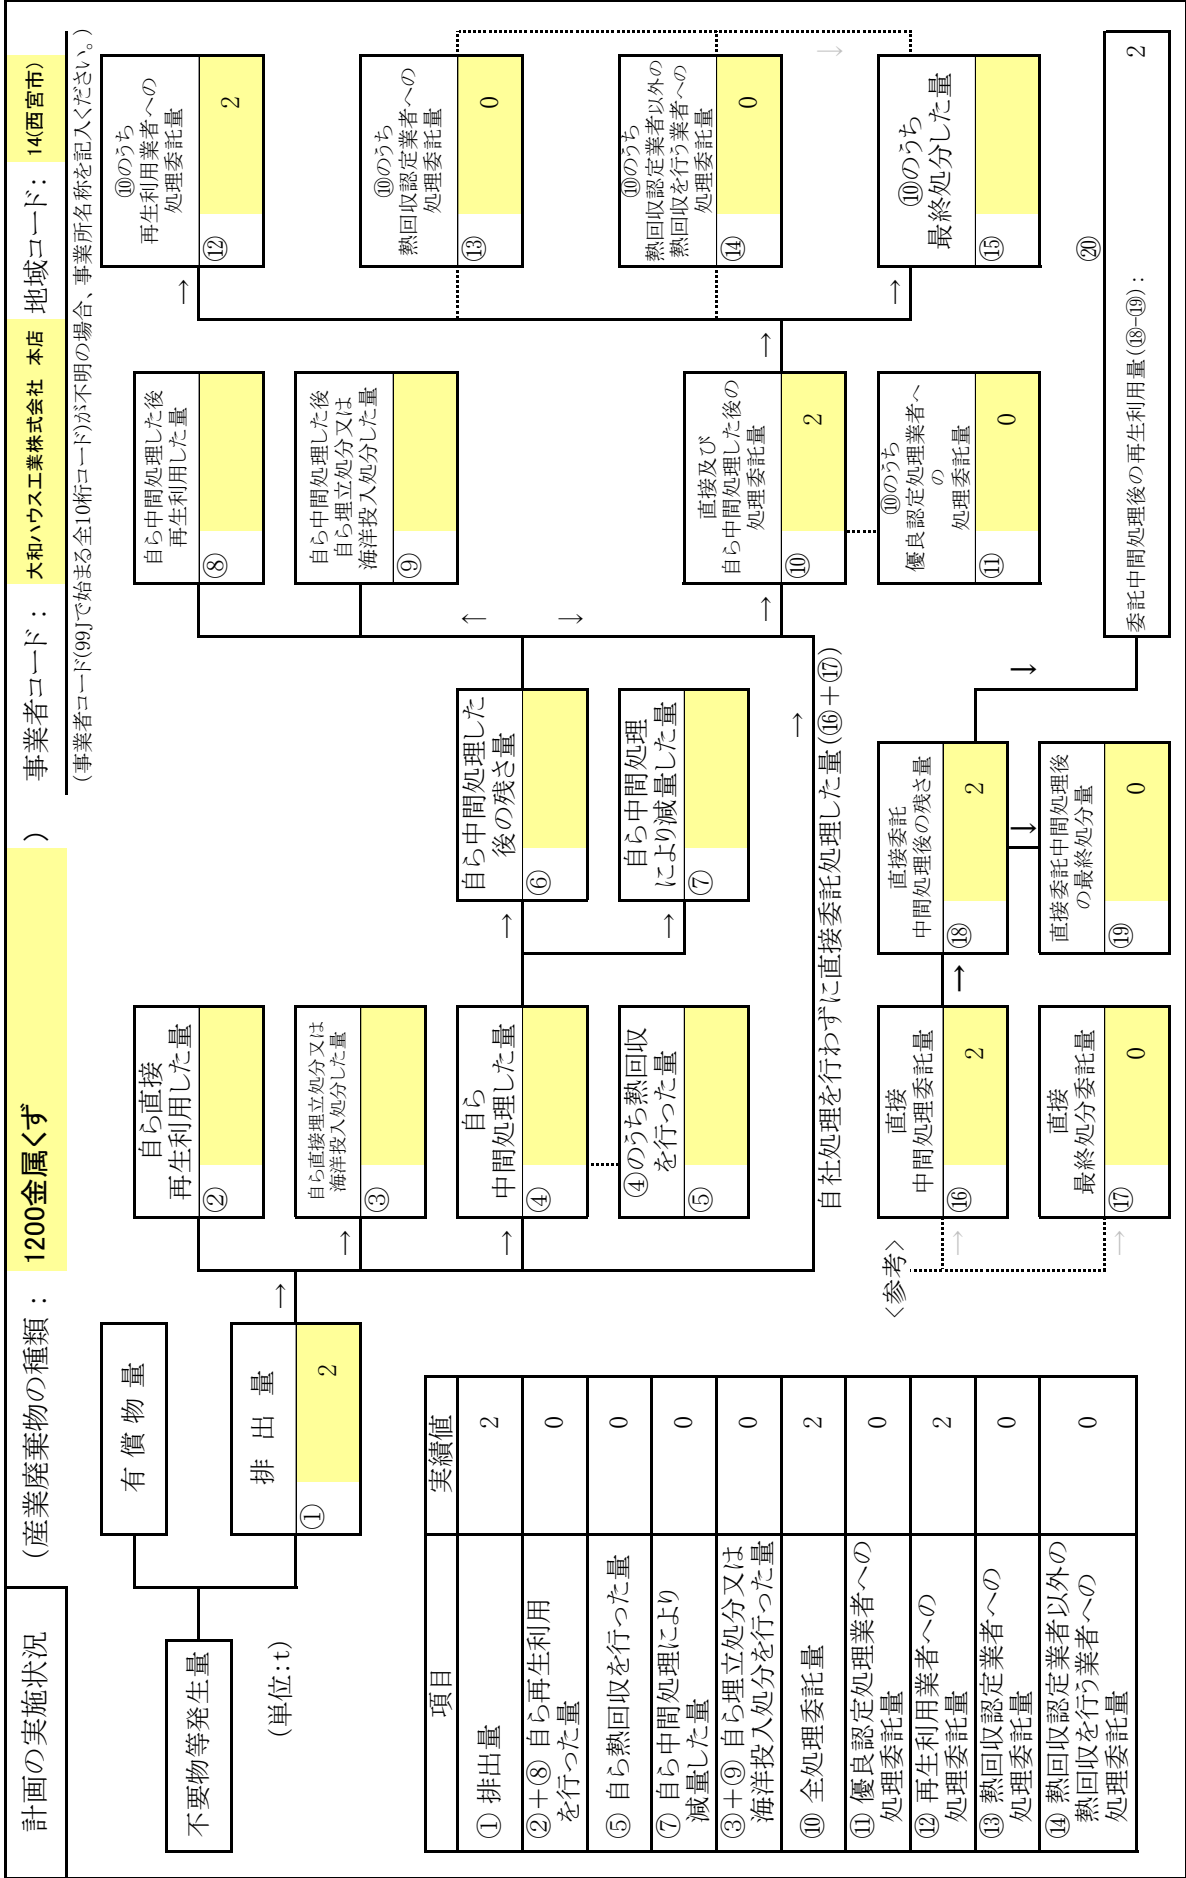 計画の実施状況
(産業廃棄物の種類： 1200金属くず )
事業者コード： 大和ハウス工業株式会社 本店 地域コード： 14(西宮市)
(事業者コード(99Jで始まる全10桁コード)が不明の場合、事業所名称を記入ください。)
不要物等発生量
(単位:t)
有償物量
排出量
① 2
→
自ら直接
再生利用した量
②
→
自ら直接埋立処分又は
海洋投入処分した量
③
→
自ら
中間処理した量
④
④のうち熱回収
を行った量
⑤
→
自ら中間処理した
後の残さ量
⑥
→
自ら中間処理
により減量した量
⑦
自ら中間処理した後
再生利用した量
⑧
自ら中間処理した後
自ら埋立処分又は
海洋投入処分した量
⑨
↑
↓
→
直接及び
自ら中間処理した後の
処理委託量
⑩ 2
⑩のうち
優良認定処理業者へ
の
処理委託量
⑪ 0
→
→
⑩のうち
再生利用業者への
処理委託量
⑫ 2
⑩のうち
熱回収認定業者への
処理委託量
⑬ 0
⑩のうち
熱回収認定業者以外の
熱回収を行う業者への
処理委託量
⑭ 0
↓
→
⑩のうち
最終処分した量
⑮
→
自社処理を行わずに直接委託処理した量(⑯＋⑰)
<参考>
→
直接
中間処理委託量
⑯ 2
→
直接
最終処分委託量
⑰ 0
→
直接委託
中間処理後の残さ量
⑱ 2
↓
直接委託中間処理後
の最終処分量
⑲ 0
↓
⑳
委託中間処理後の再生利用量(⑱-⑲)： 2
項目 実績値
① 排出量 2
②＋⑧ 自ら再生利用
を行った量 0
⑤ 自ら熱回収を行った量 0
⑦ 自ら中間処理により
減量した量 0
③＋⑨ 自ら埋立処分又は
海洋投入処分を行った量 0
⑩ 全処理委託量 2
⑪ 優良認定処理業者への
処理委託量 0
⑫ 再生利用業者への
処理委託量 2
⑬ 熱回収認定業者への
処理委託量 0
⑭ 熱回収認定業者以外の
熱回収を行う業者への
処理委託量 0